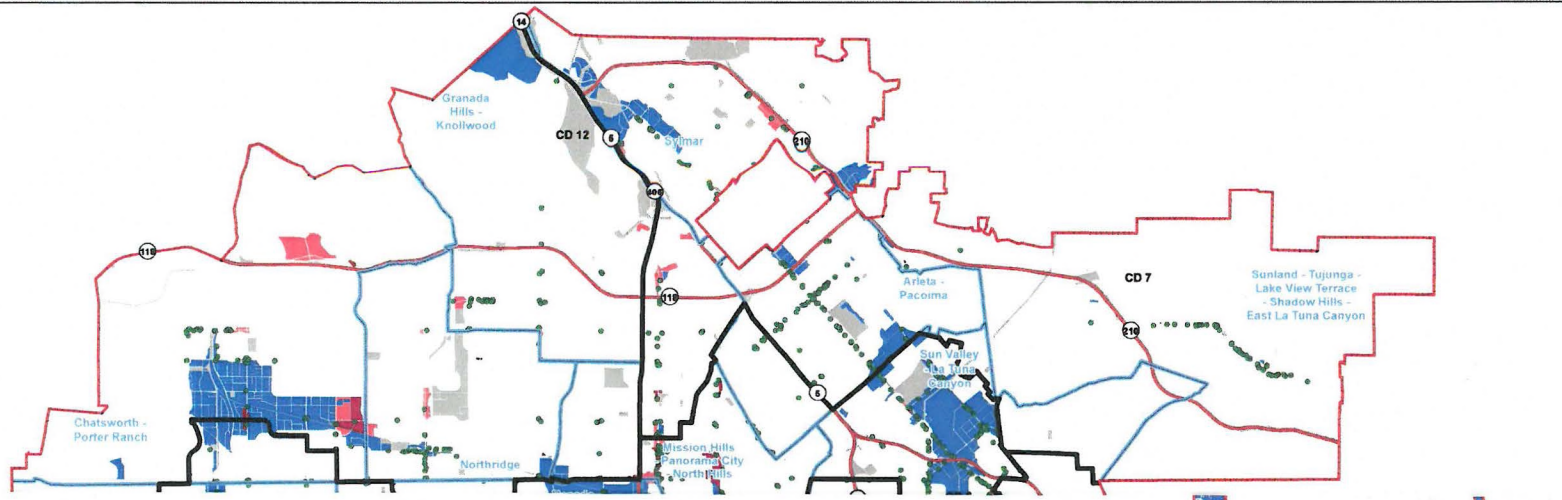 14
Granada
Hills -
Knollwood
CD 12
5
Sylmar
210
405
118
118
CD 7
Arleta -
Pacoima
Sunland - Tujunga -
Lake View Terrace
- Shadow Hills -
East La Tuna Canyon
210
Sun Valley
- La Tuna
Canyon
5
Chatsworth -
Porter Ranch
Northridge
Mission Hills
Panorama City
- North Hills